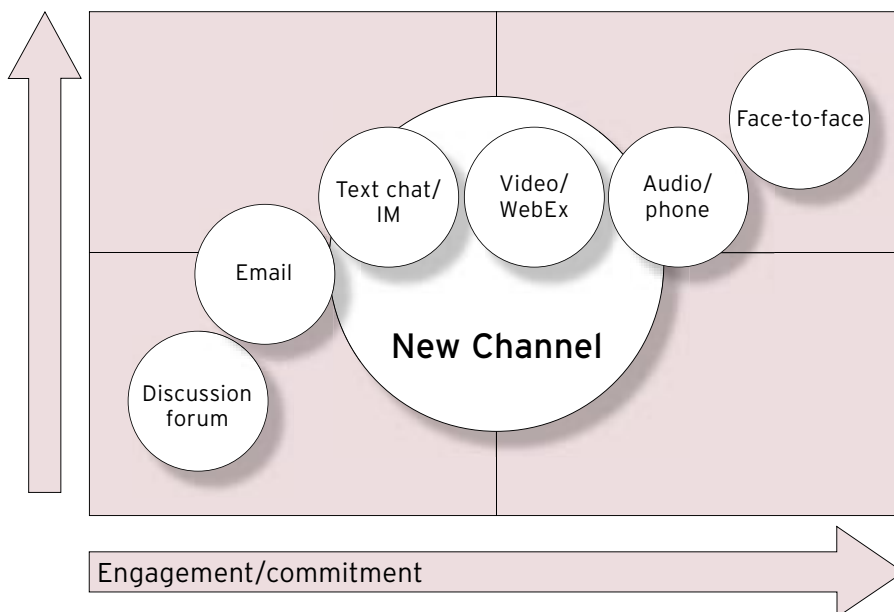 Face-to-face
Text chat/
IM
Video/
WebEx
Audio/
phone
Email
New Channel
Discussion
forum
Engagement/commitment